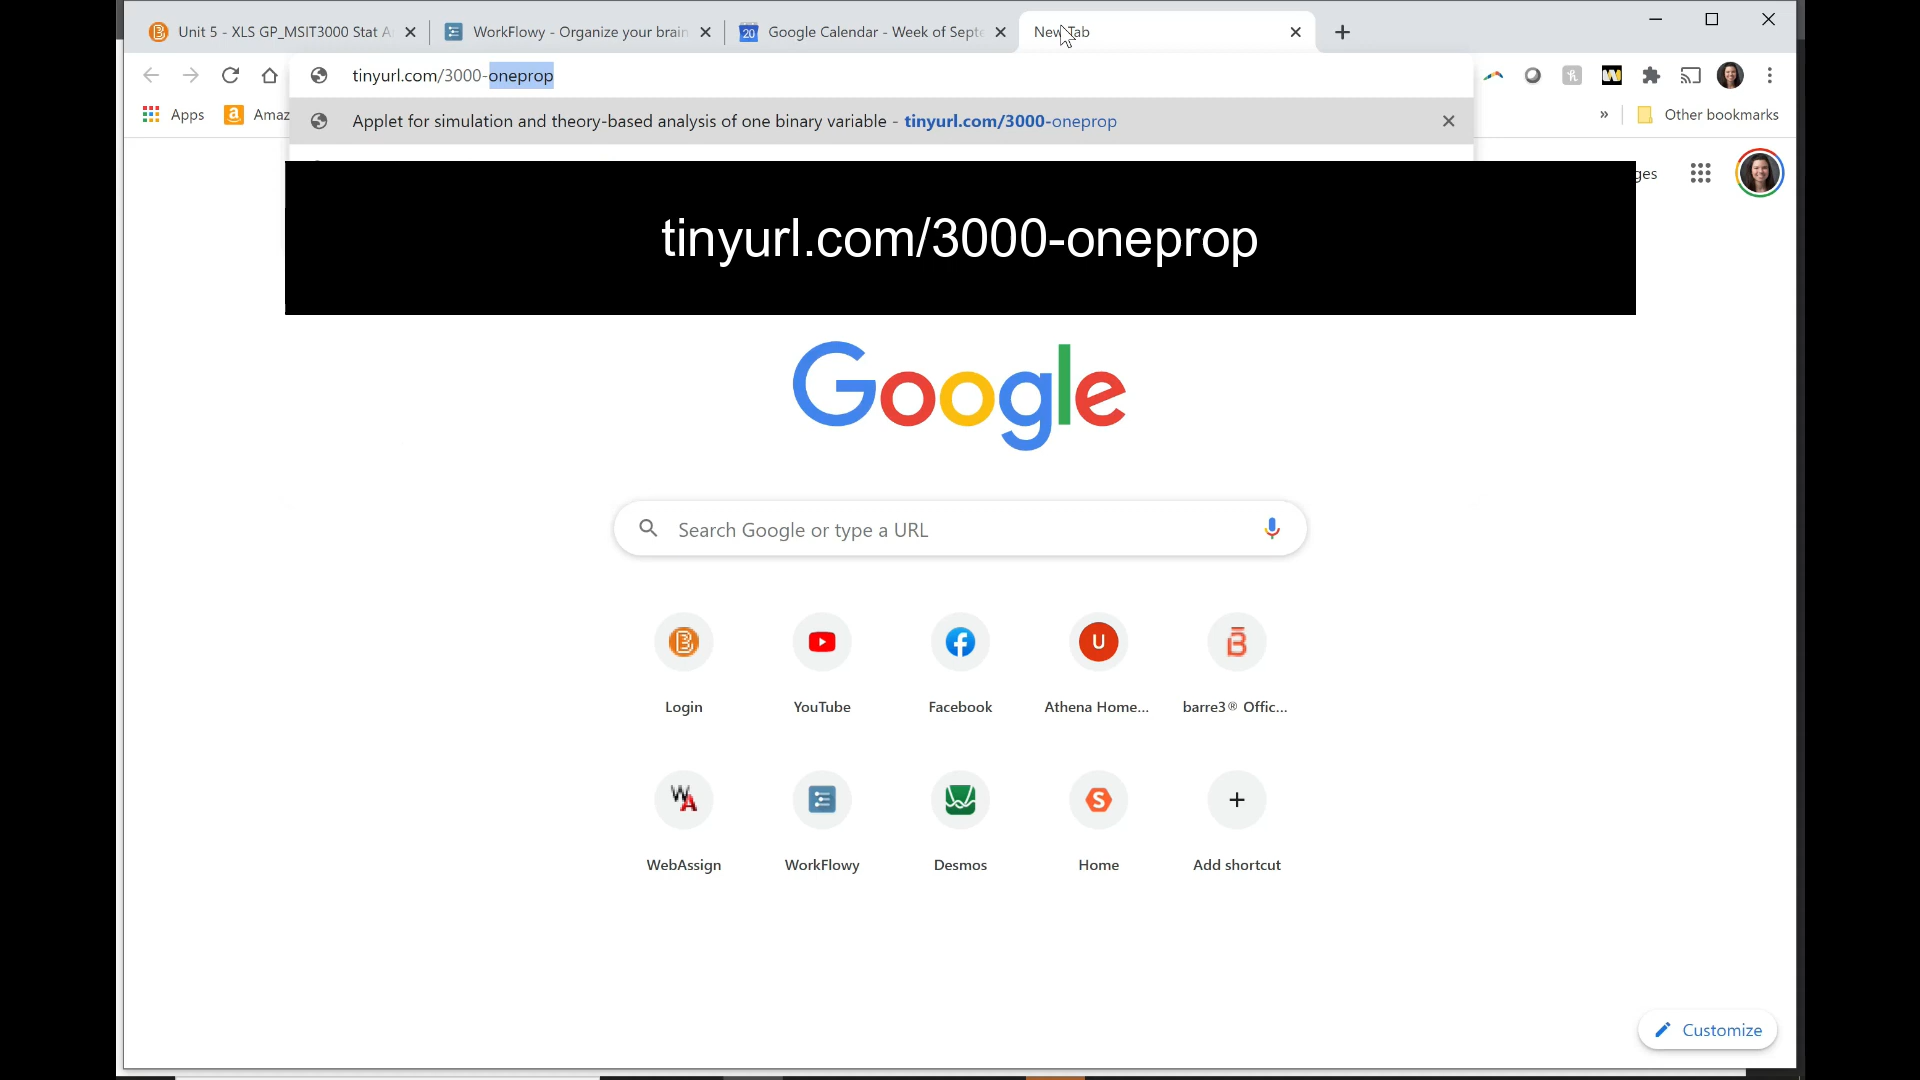 Unit 5 - XLS GP_MSIT3000 Stat A
WorkFlowy - Organize your brain
Google Calendar - Week of Septe
New Tab
tinyurl.com/3000-oneprop
Apps
Amaz
Applet for simulation and theory-based analysis of one binary variable - tinyurl.com/3000-oneprop
» Other bookmarks
ges
tinyurl.com/3000-oneprop
Google
Search Google or type a URL
Login
YouTube
Facebook
U
Athena Home...
barre3® Offic...
WebAssign
WorkFlowy
Desmos
Home
Add shortcut
Customize